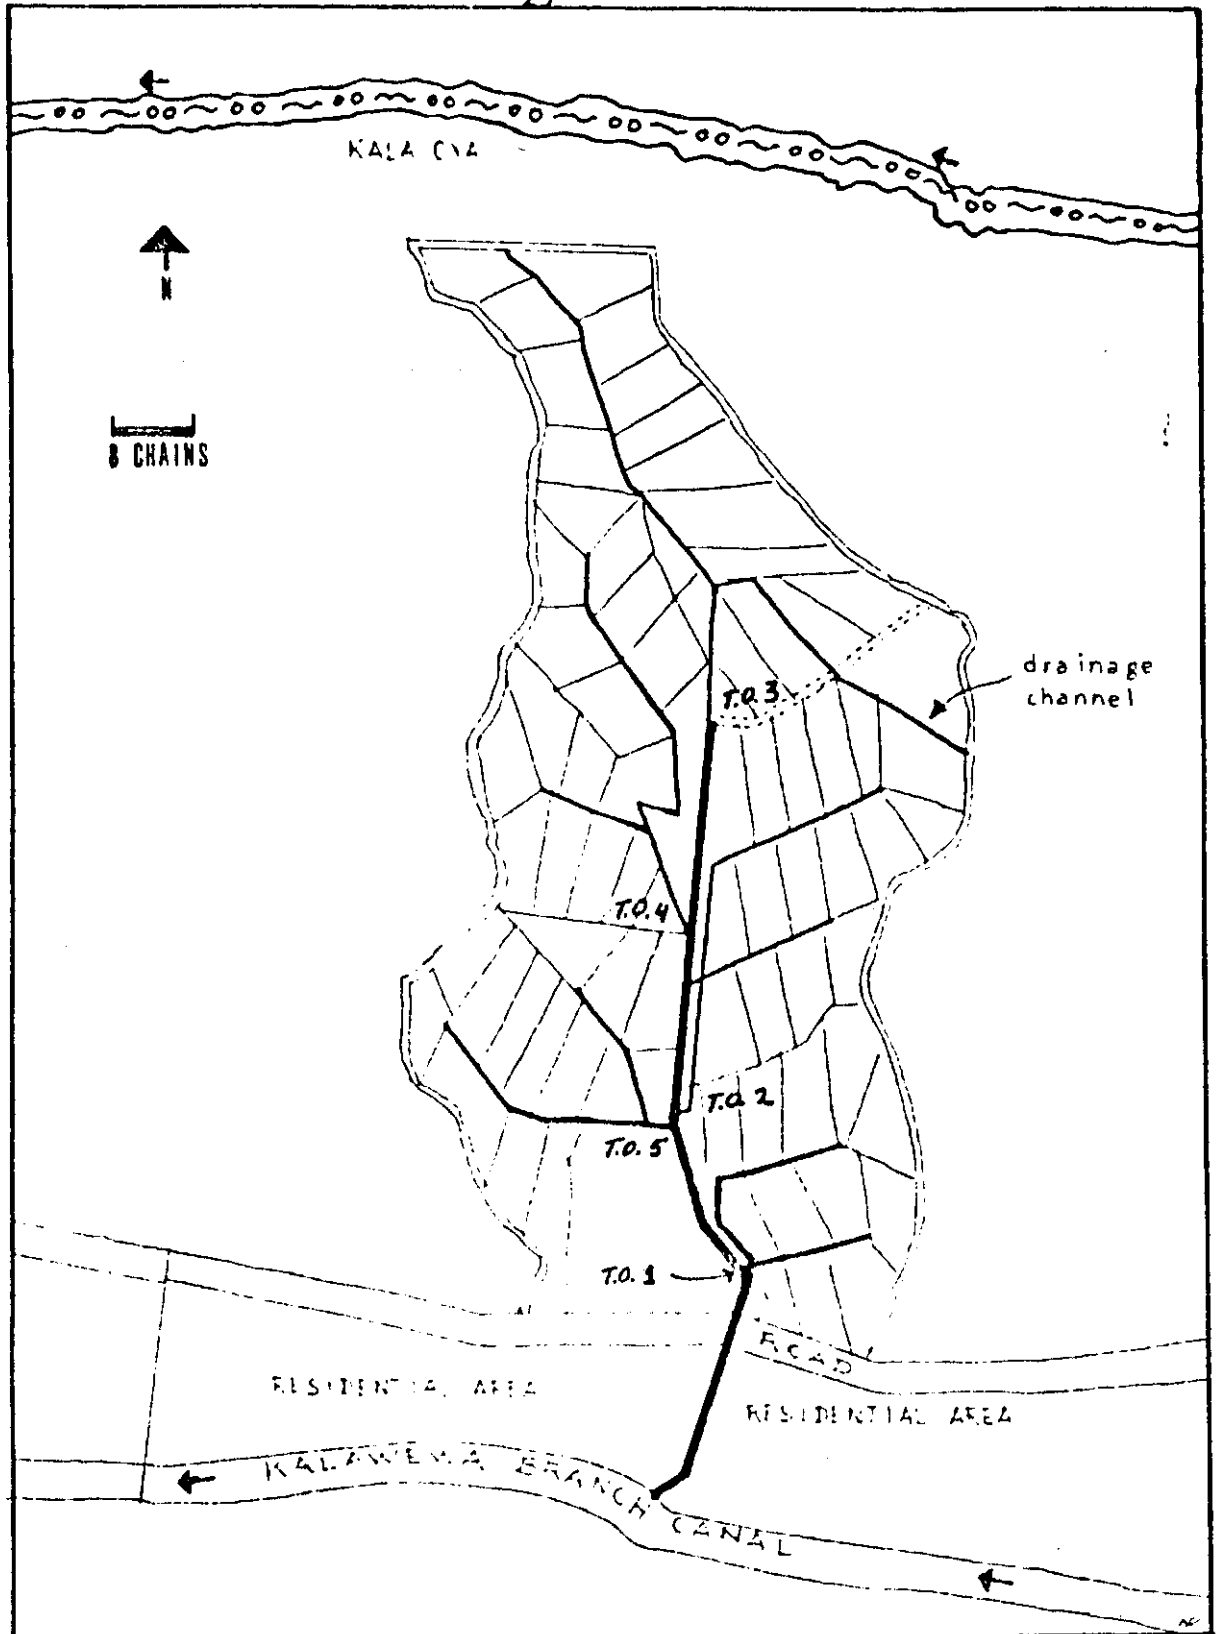 KALA OYA
N
8 CHAINS
drainage
channel
T.O.3
T.O.4
T.O.2
T.O.5
T.O.1
ROAD
RESIDENTIAL AREA
RESIDENTIAL AREA
KALAWEWA BRANCH CANAL